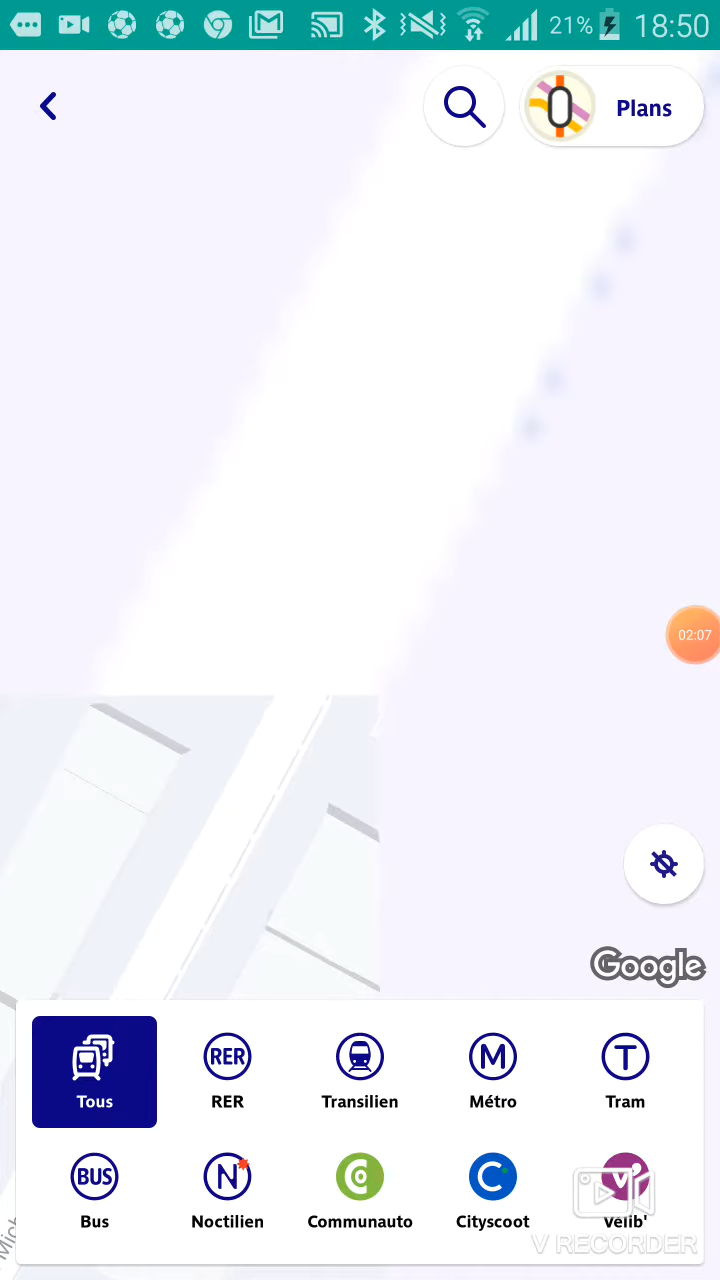 21% 18:50
Plans
02:07
Google
Tous
RER RER
Transilien
M Métro
T Tram
BUS Bus
N Noctilien
Communauto
Cityscoot
Vélib'
V RECORDER